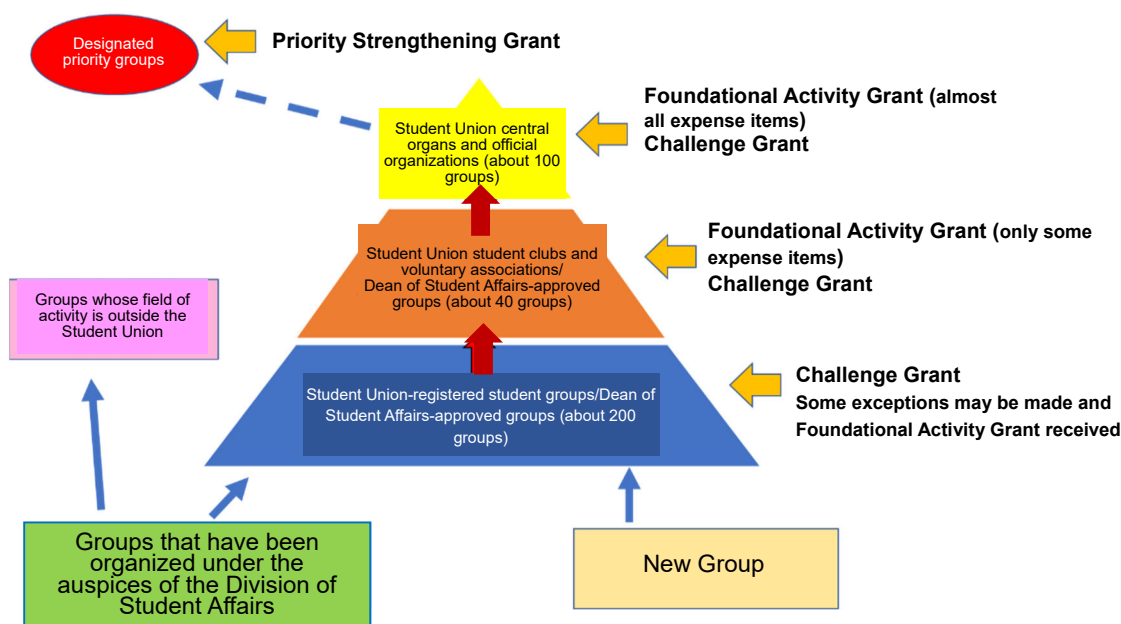 Designated
priority groups
Priority Strengthening Grant
Student Union central
organs and official
organizations (about 100
groups)
Foundational Activity Grant (almost
all expense items)
Challenge Grant
Student Union student clubs and
voluntary associations/
Dean of Student Affairs-approved
groups (about 40 groups)
Foundational Activity Grant (only some
expense items)
Challenge Grant
Groups whose field of
activity is outside the
Student Union
Student Union-registered student groups/Dean of
Student Affairs-approved groups (about 200
groups)
Challenge Grant
Some exceptions may be made and
Foundational Activity Grant received
Groups that have been
organized under the
auspices of the Division of
Student Affairs
New Group